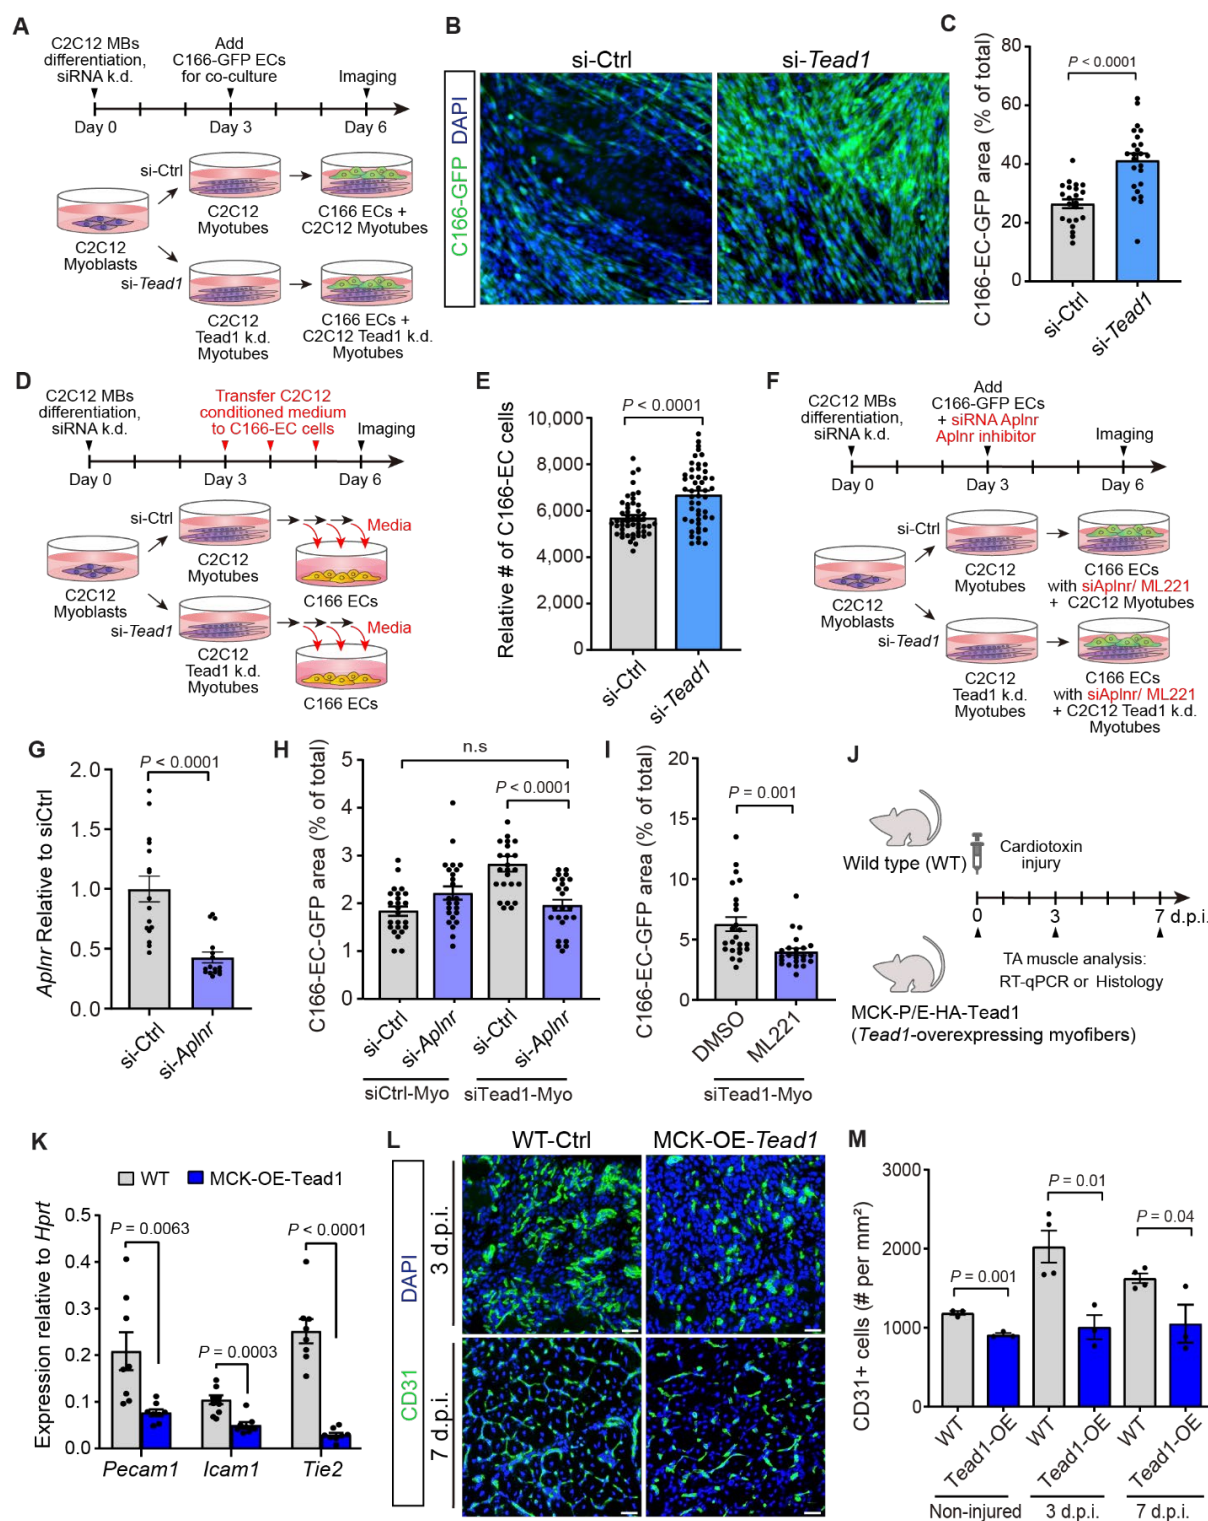 A
C2C12 MBs
differentiation,
siRNA k.d.
Add
C166-GFP ECs
for co-culture
Imaging
Day 0
Day 3
Day 6
si-Ctrl
C2C12
Myoblasts
C2C12
Myotubes
C166 ECs +
C2C12 Myotubes
si-Tead1
C2C12
Tead1 k.d.
Myotubes
C166 ECs +
C2C12 Tead1 k.d.
Myotubes
B
si-Ctrl
si-Tead1
C166-GFP DAPI
C
C166-EC-GFP area (% of total)
80
60
40
20
0
P < 0.0001
si-Ctrl
si-Tead1
D
C2C12 MBs
differentiation,
siRNA k.d.
Transfer C2C12
conditioned medium
to C166-EC cells
Imaging
Day 0
Day 3
Day 6
si-Ctrl
C2C12
Myoblasts
C2C12
Myotubes
Media
C166 ECs
si-Tead1
C2C12
Tead1 k.d.
Myotubes
Media
C166 ECs
E
Relative # of C166-EC cells
10,000
8,000
6,000
4,000
2,000
0
P < 0.0001
si-Ctrl
si-Tead1
F
C2C12 MBs
differentiation,
siRNA k.d.
Add
C166-GFP ECs
+ siRNA Aplnr
Aplnr inhibitor
Imaging
Day 0
Day 3
Day 6
si-Ctrl
C2C12
Myoblasts
C2C12
Myotubes
C166 ECs
with siAplnr/ ML221
+ C2C12 Myotubes
si-Tead1
C2C12
Tead1 k.d.
Myotubes
C166 ECs
with siAplnr/ ML221
+ C2C12 Tead1 k.d.
Myotubes
G
Aplnr Relative to siCtrl
2.0
1.5
1.0
0.5
0.0
P < 0.0001
si-Ctrl
si-Aplnr
H
C166-EC-GFP area (% of total)
5
4
3
2
1
0
n.s
P < 0.0001
si-Ctrl
si-Aplnr
si-Ctrl
si-Aplnr
siCtrl-Myo
siTead1-Myo
I
C166-EC-GFP area (% of total)
20
15
10
5
0
P = 0.001
DMSO
ML221
siTead1-Myo
J
Wild type (WT)
Cardiotoxin
injury
0
3
7 d.p.i.
TA muscle analysis:
RT-qPCR or Histology
MCK-P/E-HA-Tead1
(Tead1-overexpressing myofibers)
K
WT
MCK-OE-Tead1
Expression relative to Hprt
0.5
0.4
0.3
0.2
0.1
0.0
P = 0.0063
P = 0.0003
P < 0.0001
Pecam1
Icam1
Tie2
L
WT-Ctrl
MCK-OE-Tead1
CD31 DAPI
3 d.p.i.
7 d.p.i.
M
CD31+ cells (# per mm²)
3000
2000
1000
0
P = 0.001
P = 0.01
P = 0.04
WT
Tead1-OE
WT
Tead1-OE
WT
Tead1-OE
Non-injured
3 d.p.i.
7 d.p.i.